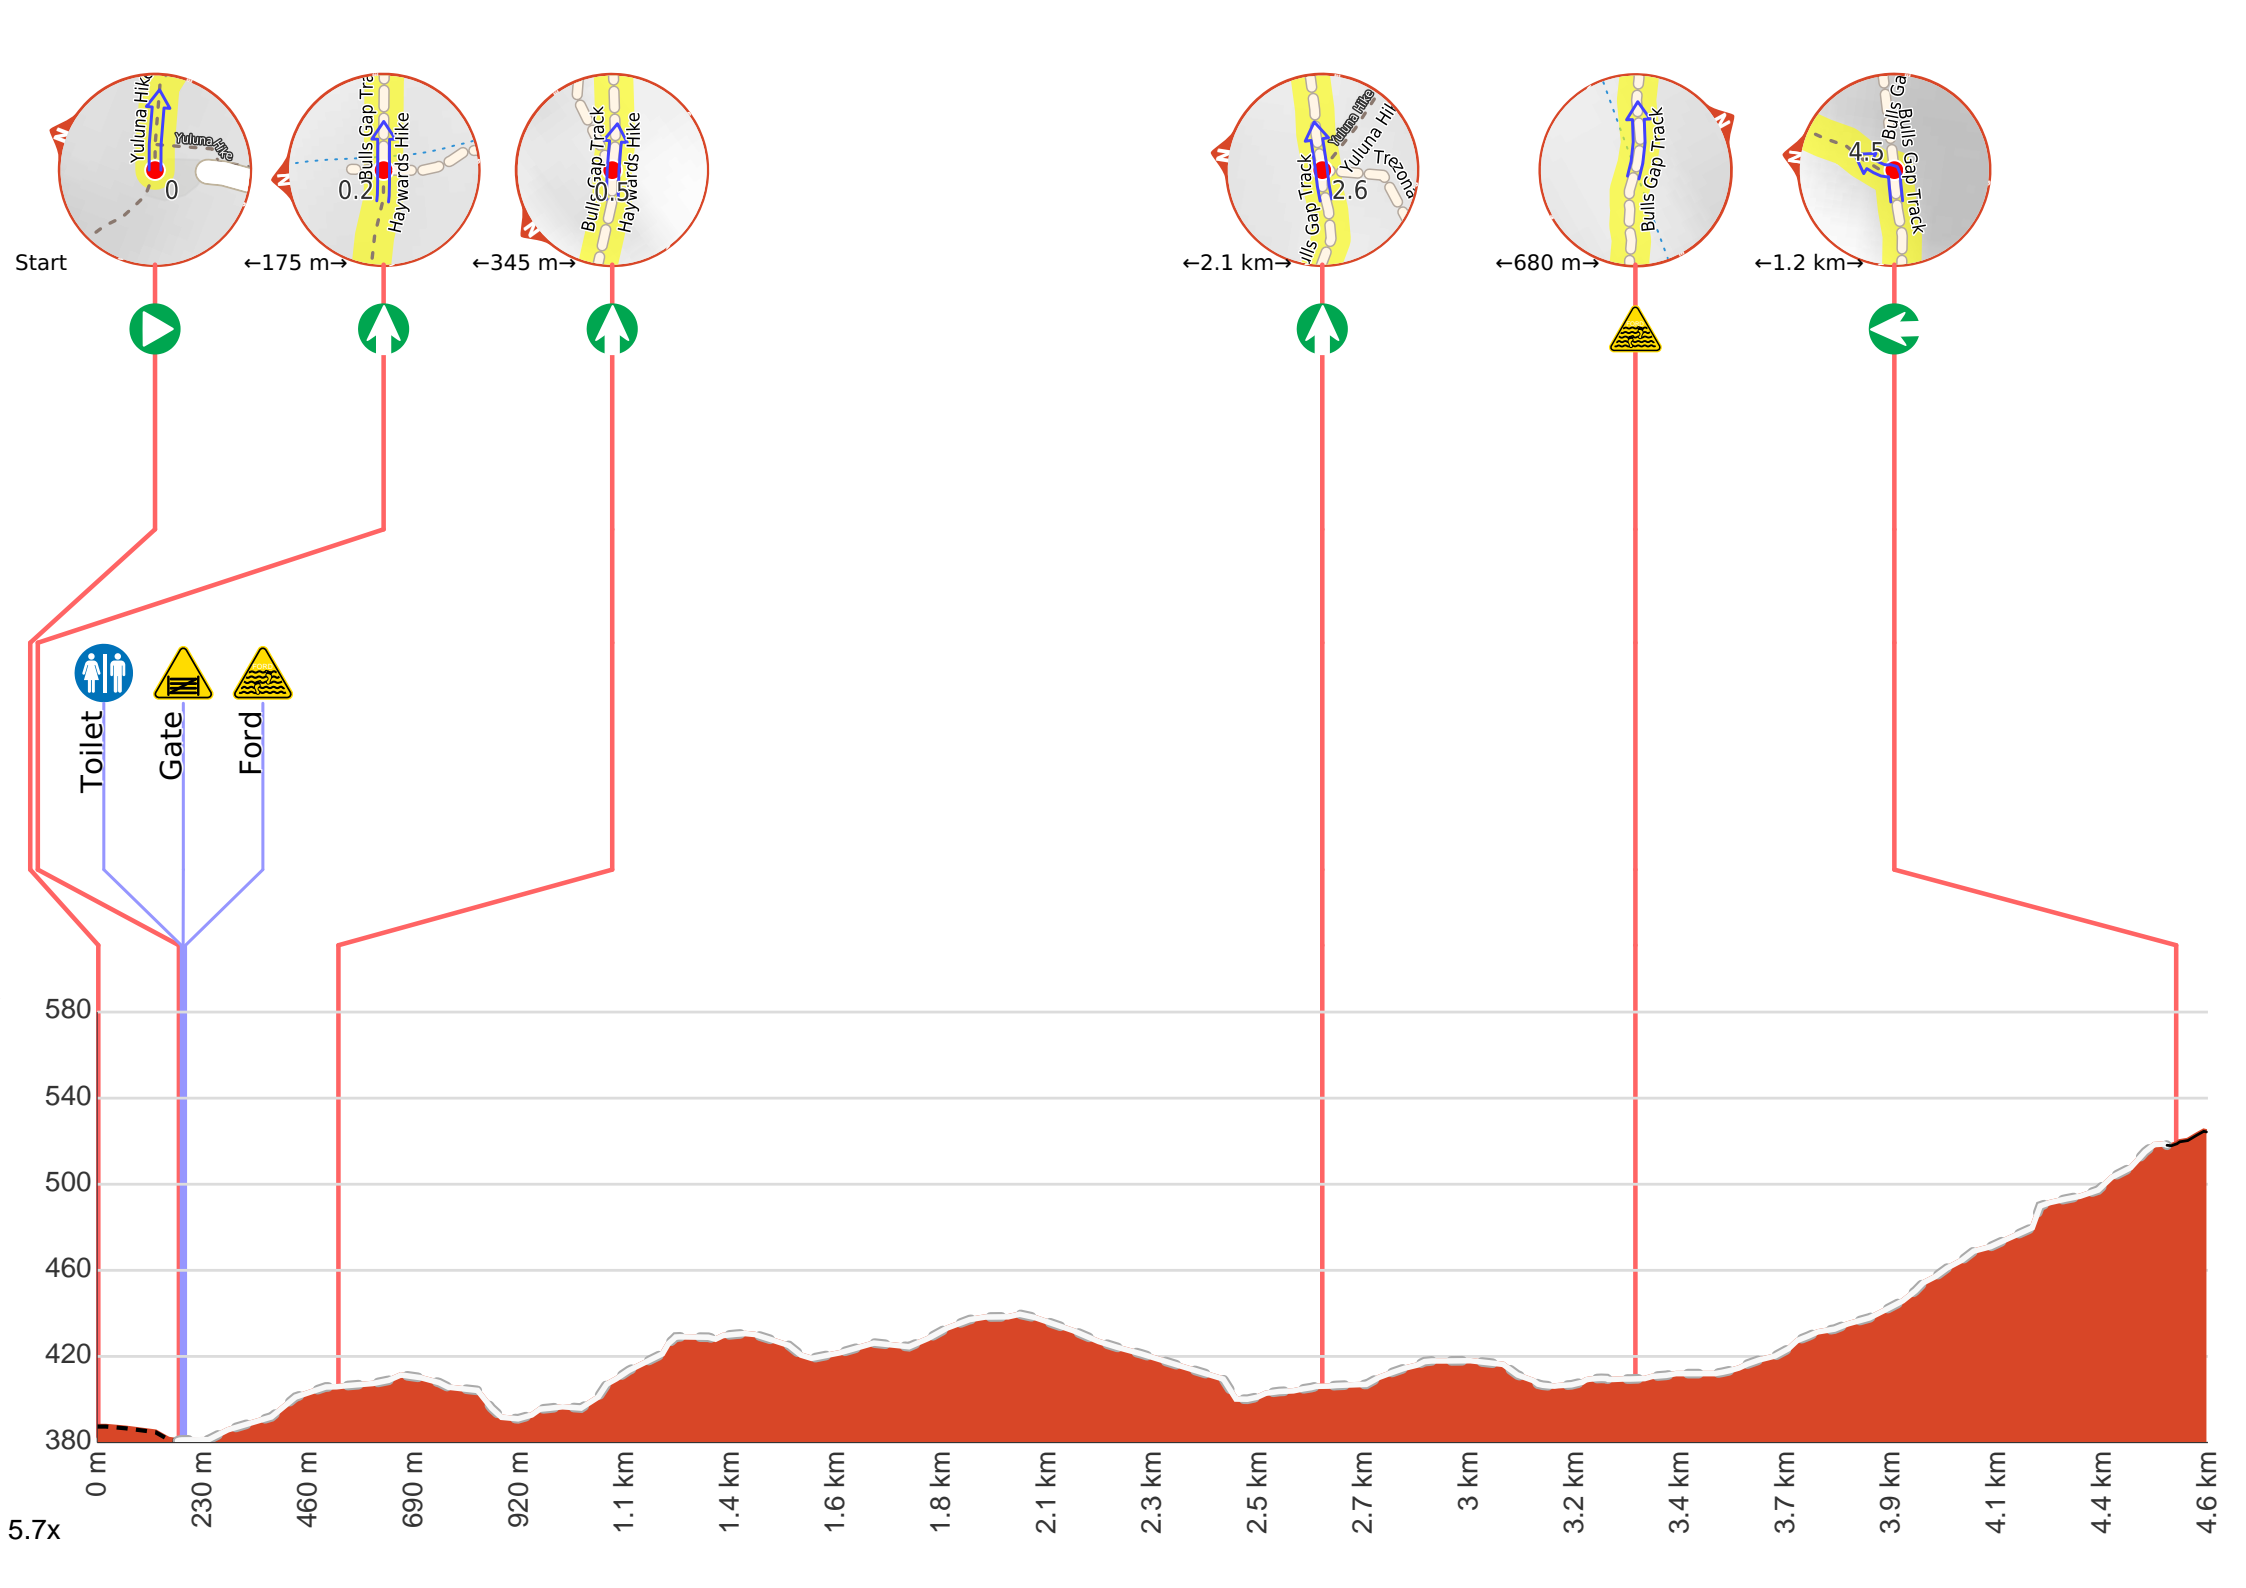 Yuluna Hike
Yuluna Hike
0
N
Start
Bulls Gap Tra
Haywards Hike
0.2
N
←175 m→
Bulls Gap Track
Haywards Hike
0.5
N
←345 m→
ulls Gap Track
Yuluna Hike
Yuluna Hik
Trezona
2.6
N
←2.1 km→
Bulls Gap Track
N
←680 m→
Bulls Ga
Bulls Gap Track
4.5
N
←1.2 km→
Toilet
Gate
Ford
580
540
500
460
420
380
0 m
230 m
460 m
690 m
920 m
1.1 km
1.4 km
1.6 km
1.8 km
2.1 km
2.3 km
2.5 km
2.7 km
3 km
3.2 km
3.4 km
3.7 km
3.9 km
4.1 km
4.4 km
4.6 km
5.7x